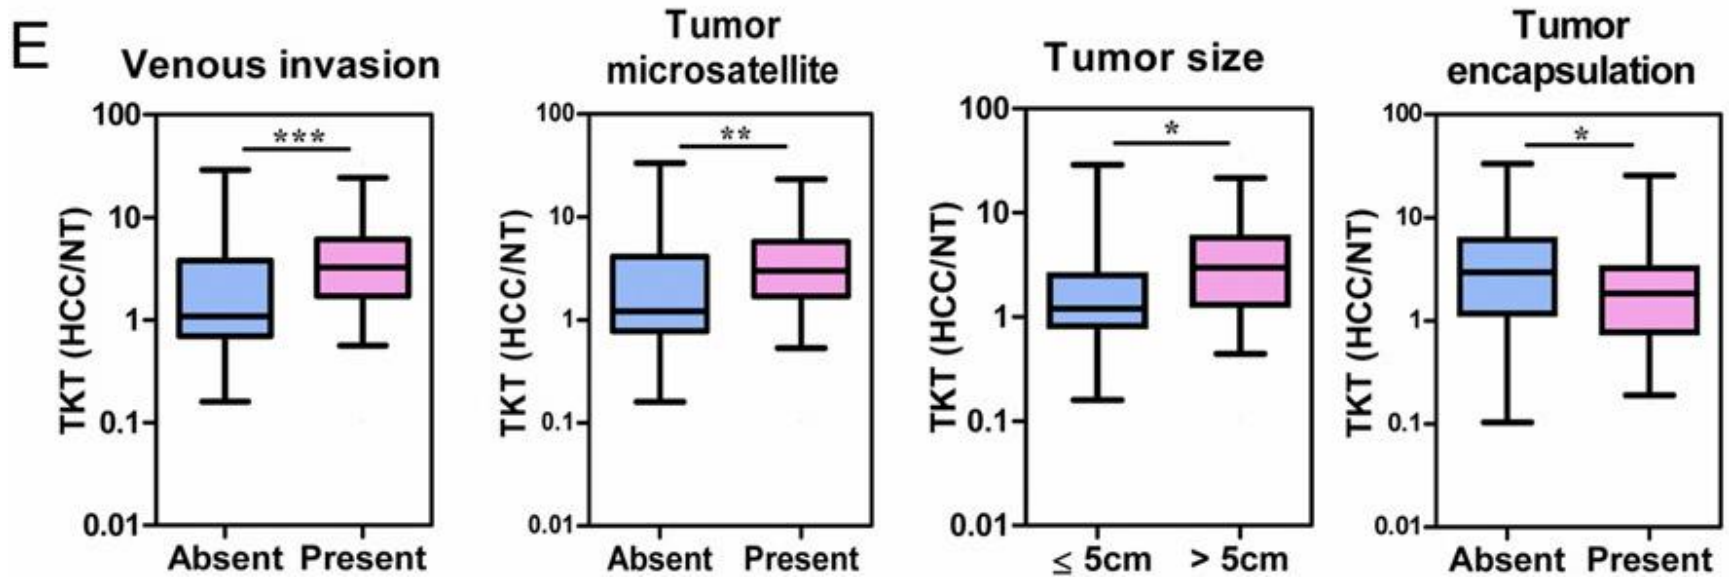 E
Venous invasion
100
10
1
0.1
0.01
TKT (HCC/NT)
***
Absent Present
Tumor
microsatellite
100
10
1
0.1
0.01
TKT (HCC/NT)
**
Absent Present
Tumor size
100
10
1
0.1
0.01
TKT (HCC/NT)
*
≤ 5cm > 5cm
Tumor
encapsulation
100
10
1
0.1
0.01
TKT (HCC/NT)
*
Absent Present